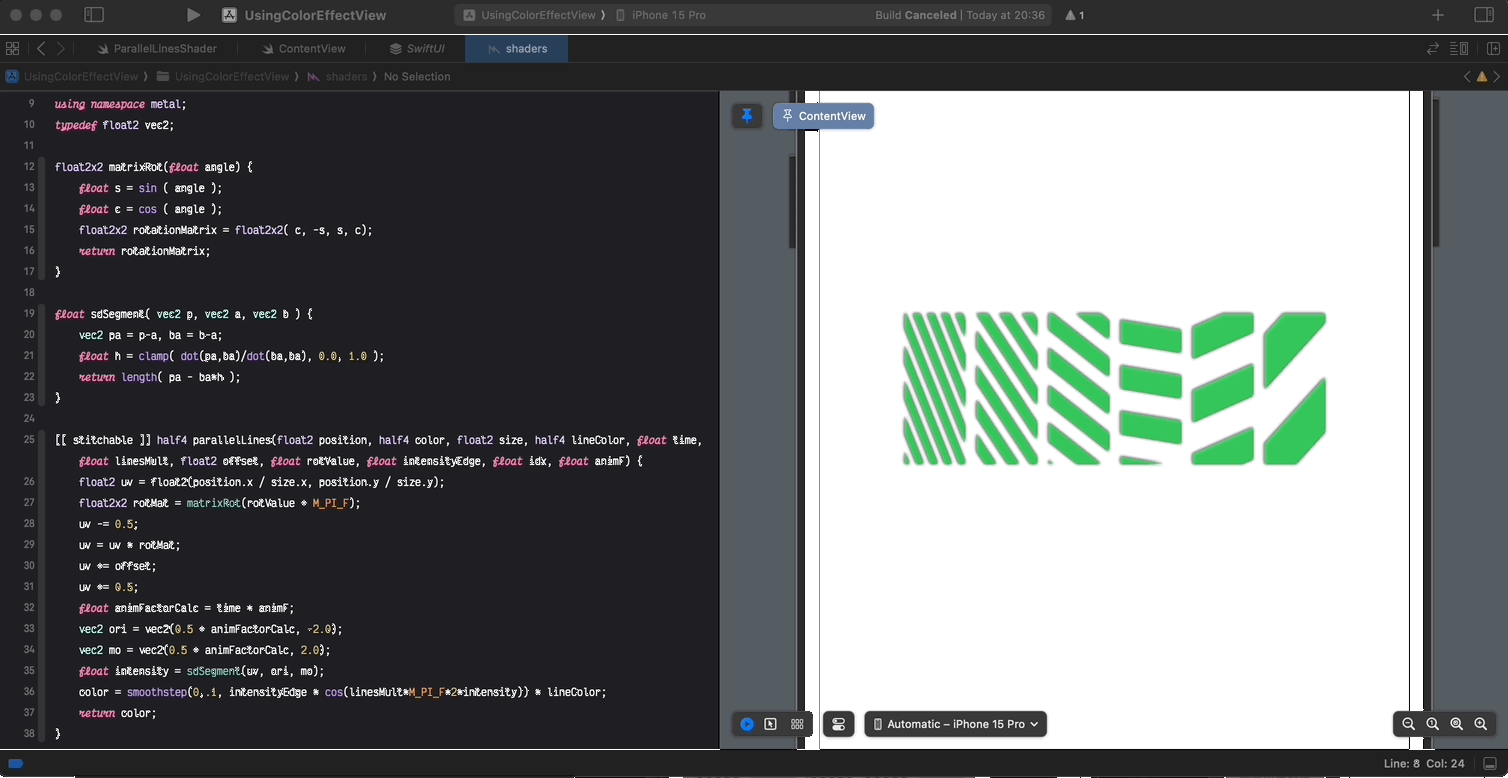 UsingColorEffectView
UsingColorEffectView ⟩ iPhone 15 Pro
Build Canceled | Today at 20:36
1
ParallelLinesShader
ContentView
SwiftUI
shaders
UsingColorEffectView ⟩ UsingColorEffectView ⟩ shaders ⟩ No Selection
9 using namespace metal;
10 typedef float2 vec2;
11
12 float2x2 matrixRot(float angle) {
13 float s = sin ( angle );
14 float c = cos ( angle );
15 float2x2 rotationMatrix = float2x2( c, -s, s, c);
16 return rotationMatrix;
17 }
18
19 float sdSegment( vec2 p, vec2 a, vec2 b ) {
20 vec2 pa = p-a, ba = b-a;
21 float h = clamp( dot(pa,ba)/dot(ba,ba), 0.0, 1.0 );
22 return length( pa - ba*h );
23 }
24
25 [[ stitchable ]] half4 parallelLines(float2 position, half4 color, float2 size, half4 lineColor, float time,
float linesMult, float2 offset, float rotValue, float intensityEdge, float idx, float animF) {
26 float2 uv = float2(position.x / size.x, position.y / size.y);
27 float2x2 rotMat = matrixRot(rotValue * M_PI_F);
28 uv -= 0.5;
29 uv = uv * rotMat;
30 uv *= offset;
31 uv *= 0.5;
32 float animFactorCalc = time * animF;
33 vec2 ori = vec2(0.5 * animFactorCalc, -2.0);
34 vec2 mo = vec2(0.5 * animFactorCalc, 2.0);
35 float intensity = sdSegment(uv, ori, mo);
36 color = smoothstep(0,.1, intensityEdge * cos(linesMult*M_PI_F*2*intensity)) * lineColor;
37 return color;
38 }
ContentView
Automatic – iPhone 15 Pro
Line: 8 Col: 24